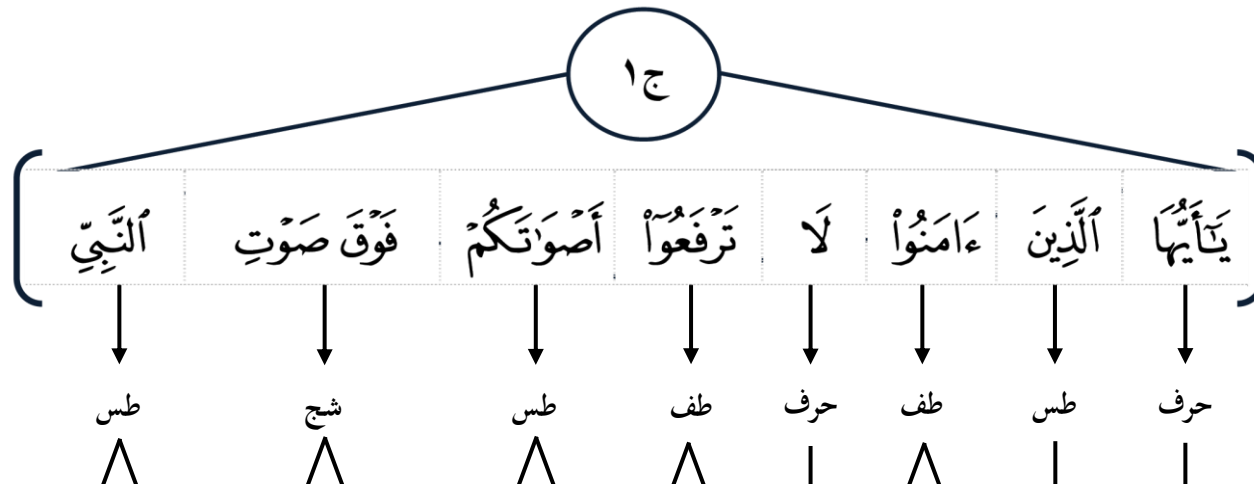 ج١
يَـٰٓأَيُّهَا ٱلَّذِينَ ءَامَنُوا۟ لَا تَرْفَعُوٓا۟ أَصْوَٰتَكُمْ فَوْقَ صَوْتِ ٱلنَّبِىِّ
حرف طس طف حرف طف طس شج طس